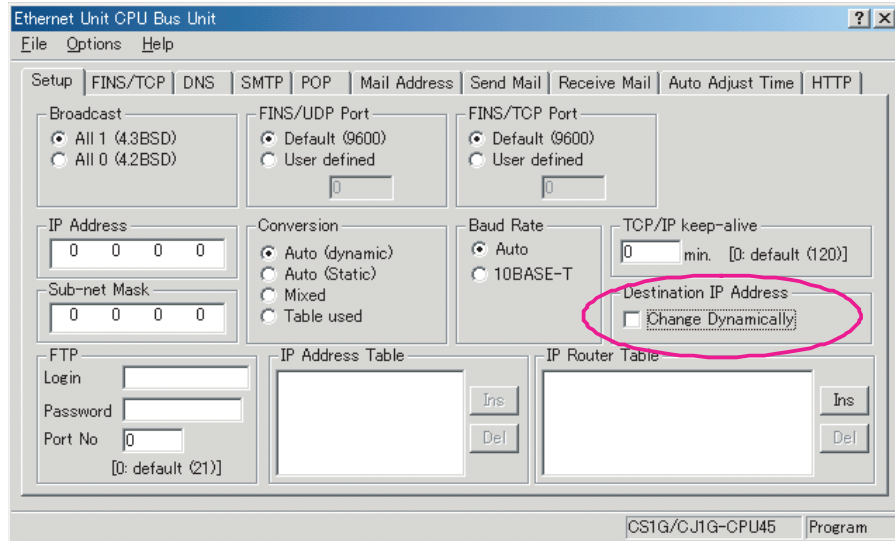 Ethernet Unit CPU Bus Unit
File Options Help
Setup FINS/TCP DNS SMTP POP Mail Address Send Mail Receive Mail Auto Adjust Time HTTP
Broadcast
All 1 (4.3BSD)
All 0 (4.2BSD)
FINS/UDP Port
Default (9600)
User defined
0
FINS/TCP Port
Default (9600)
User defined
0
IP Address
0 0 0 0
Sub-net Mask
0 0 0 0
Conversion
Auto (dynamic)
Auto (Static)
Mixed
Table used
Baud Rate
Auto
10BASE-T
TCP/IP keep-alive
0 min. [0: default (120)]
Destination IP Address
Change Dynamically
FTP
Login
Password
Port No 0
[0: default (21)]
IP Address Table
Ins
Del
IP Router Table
Ins
Del
CS1G/CJ1G-CPU45 Program